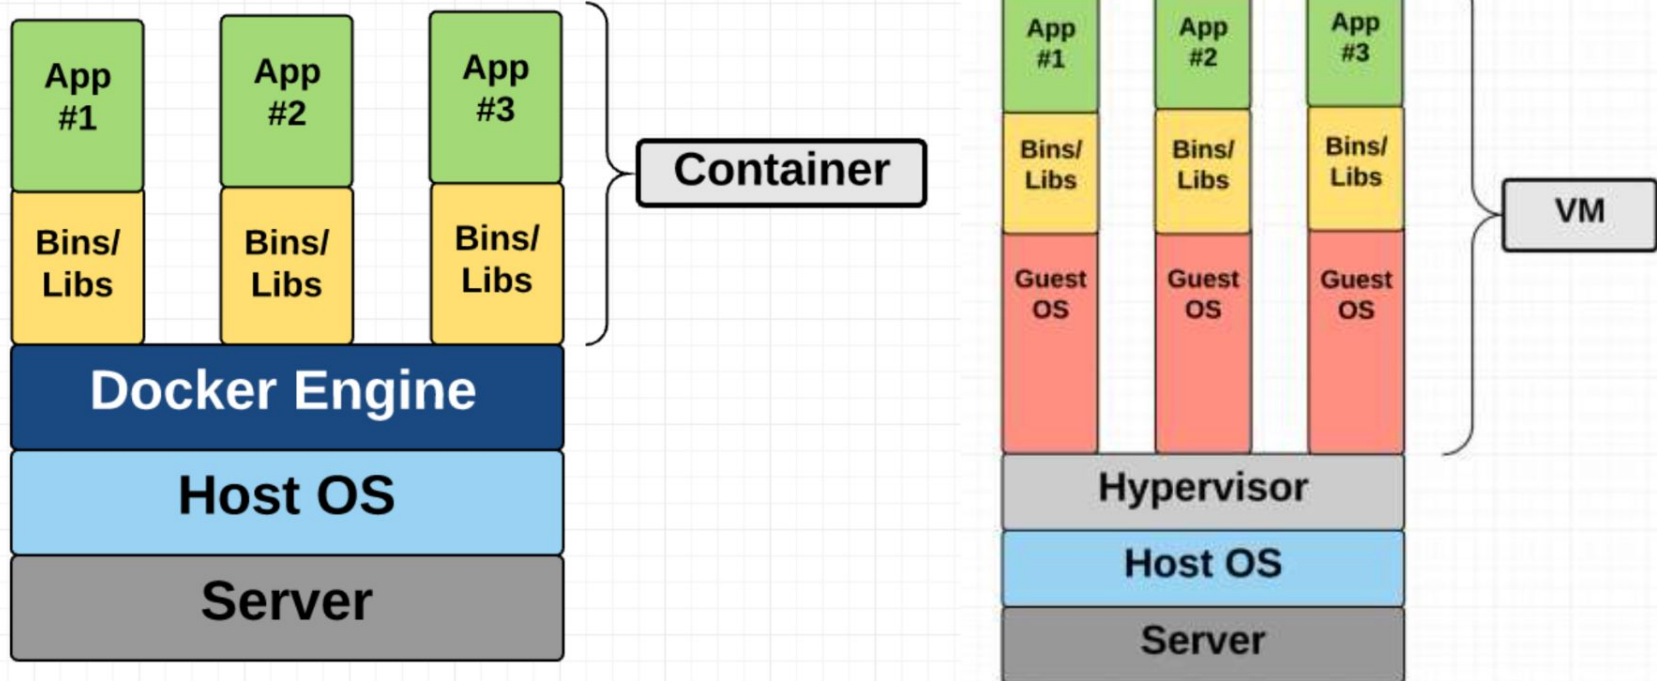 App
#1
App
#2
App
#3
Bins/
Libs
Bins/
Libs
Bins/
Libs
Container
Docker Engine
Host OS
Server
App
#1
App
#2
App
#3
Bins/
Libs
Bins/
Libs
Bins/
Libs
Guest
OS
Guest
OS
Guest
OS
VM
Hypervisor
Host OS
Server